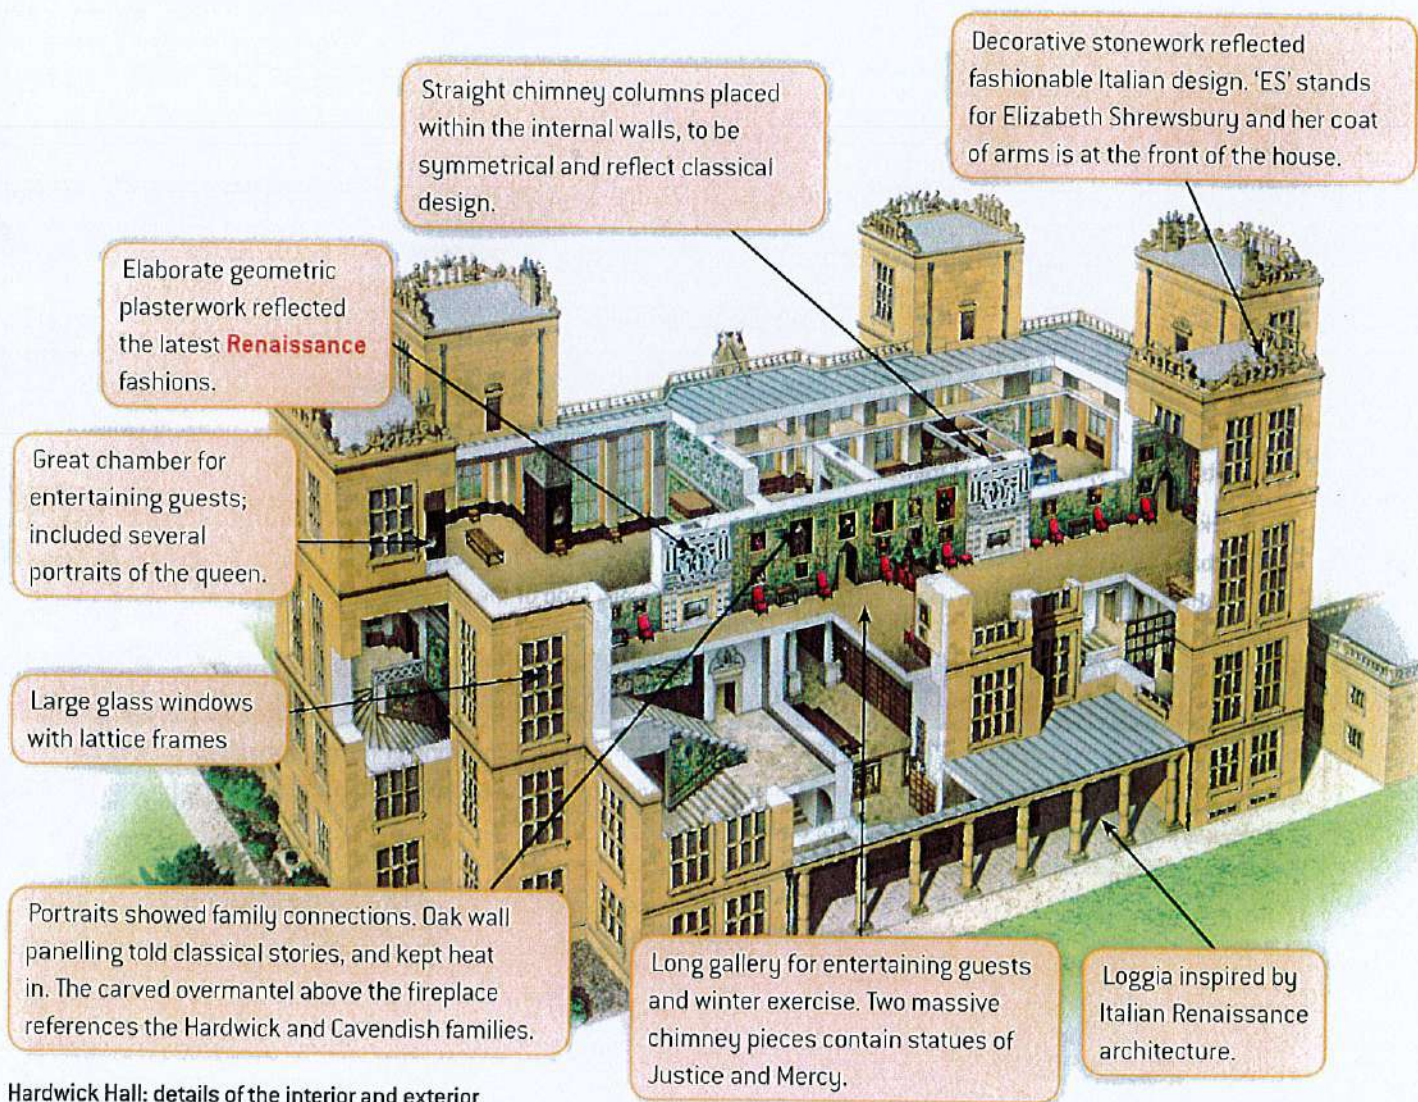 Decorative stonework reflected
fashionable Italian design. ‘ES’ stands
for Elizabeth Shrewsbury and her coat
of arms is at the front of the house.
Straight chimney columns placed
within the internal walls, to be
symmetrical and reflect classical
design.
Elaborate geometric
plasterwork reflected
the latest Renaissance
fashions.
Great chamber for
entertaining guests;
included several
portraits of the queen.
Large glass windows
with lattice frames
Portraits showed family connections. Oak wall
panelling told classical stories, and kept heat
in. The carved overmantel above the fireplace
references the Hardwick and Cavendish families.
Long gallery for entertaining guests
and winter exercise. Two massive
chimney pieces contain statues of
Justice and Mercy.
Loggia inspired by
Italian Renaissance
architecture.
Hardwick Hall: details of the interior and exterior